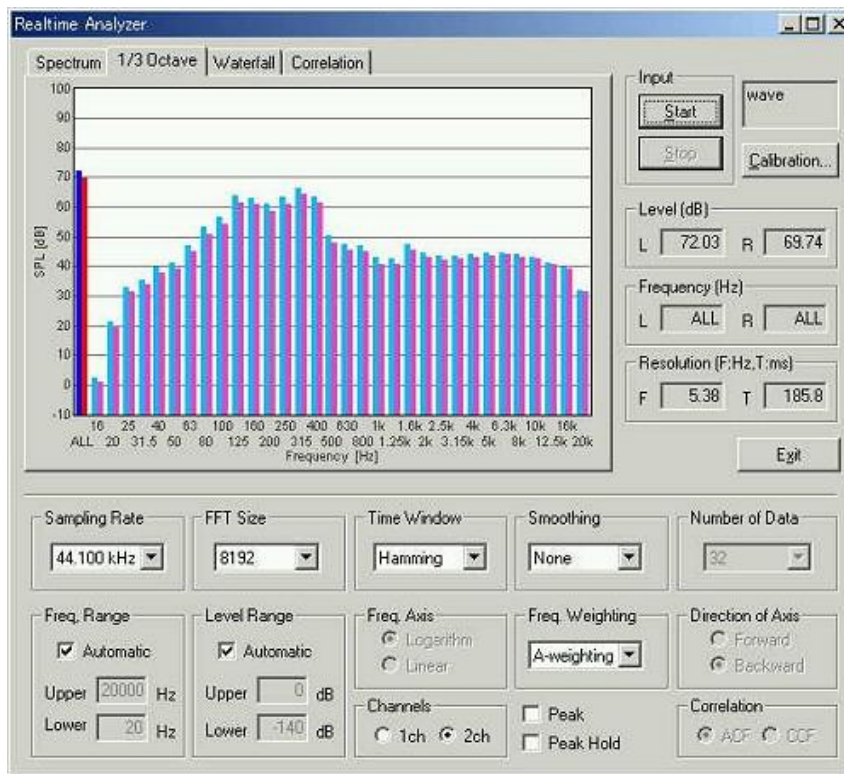 Realtime Analyzer
Spectrum 1/3 Octave Waterfall Correlation
SPL [dB]
100
90
80
70
60
50
40
30
20
10
0
-10
16 25 40 63 100 160 250 400 630 1k 1.6k 2.5k 4k 6.3k 10k 16k
ALL 20 31.5 50 80 125 200 315 500 800 1.25k 2k 3.15k 5k 8k 12.5k 20k
Frequency [Hz]
Input
Start
Stop
wave
Calibration...
Level (dB)
L 72.03 R 69.74
Frequency (Hz)
L ALL R ALL
Resolution (F:Hz,T:ms)
F 5.38 T 185.8
Exit
Sampling Rate
44.100 kHz
FFT Size
8192
Time Window
Hamming
Smoothing
None
Number of Data
32
Freq. Range
Automatic
Upper 20000 Hz
Lower 20 Hz
Level Range
Automatic
Upper 0 dB
Lower -140 dB
Freq. Axis
Logarithm
Linear
Freq. Weighting
A-weighting
Direction of Axis
Forward
Backward
Channels
1ch 2ch
Peak
Peak Hold
Correlation
ACF CCF